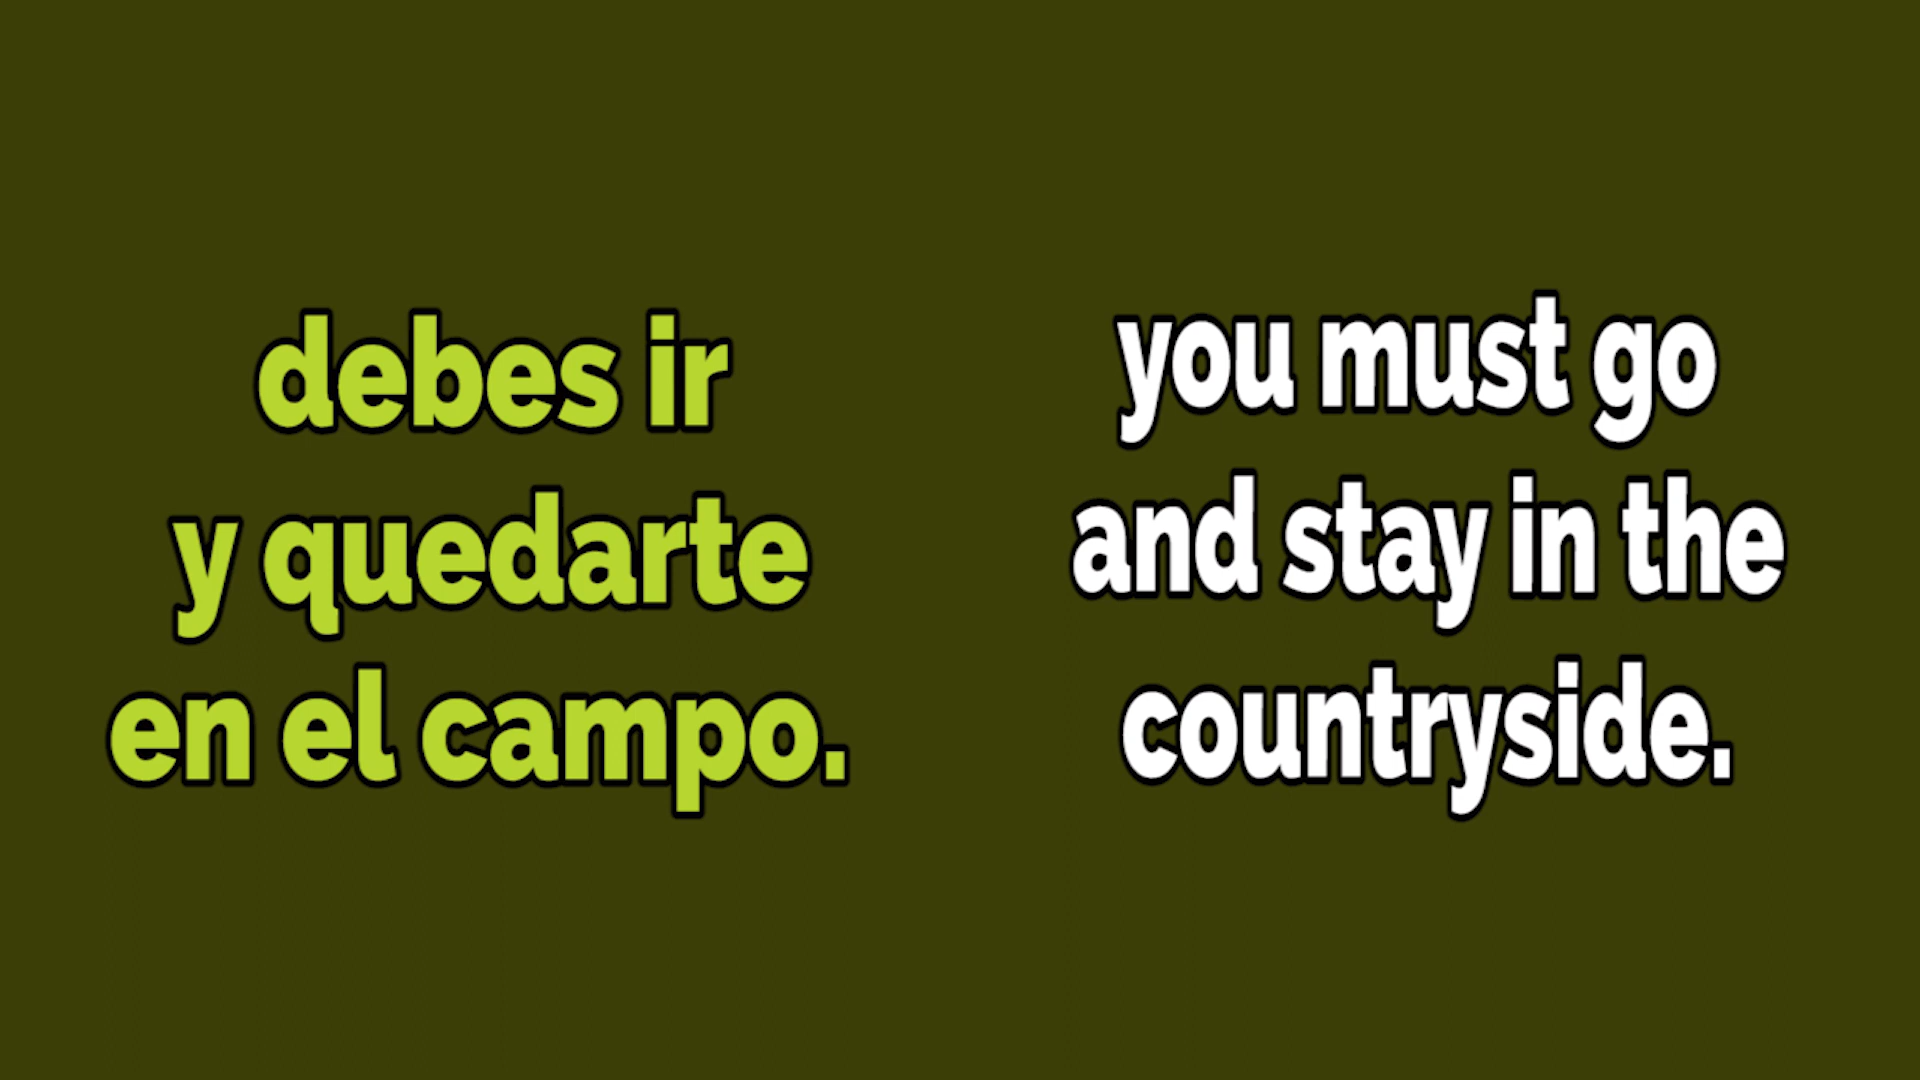 debes ir
y quedarte
en el campo.
you must go
and stay in the
countryside.